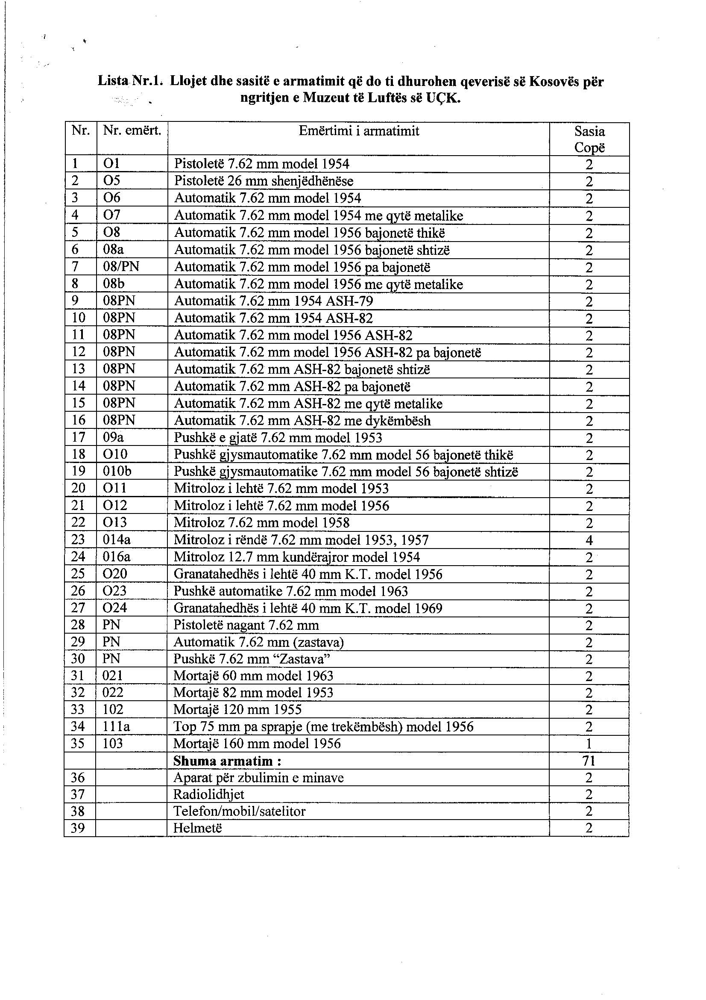 Lista Nr.1. Llojet dhe sasitë e armatimit që do ti dhurohen qeverisë së Kosovës për
ngritjen e Muzeut të Luftës së UÇK.
Nr. Nr. emërt. Emërtimi i armatimit Sasia
Copë
1 O1 Pistoletë 7.62 mm model 1954 2
2 O5 Pistoletë 26 mm shenjëdhënëse 2
3 O6 Automatik 7.62 mm model 1954 2
4 O7 Automatik 7.62 mm model 1954 me qytë metalike 2
5 O8 Automatik 7.62 mm model 1956 bajonetë thikë 2
6 08a Automatik 7.62 mm model 1956 bajonetë shtizë 2
7 08/PN Automatik 7.62 mm model 1956 pa bajonetë 2
8 08b Automatik 7.62 mm model 1956 me qytë metalike 2
9 08PN Automatik 7.62 mm 1954 ASH-79 2
10 08PN Automatik 7.62 mm 1954 ASH-82 2
11 08PN Automatik 7.62 mm model 1956 ASH-82 2
12 08PN Automatik 7.62 mm model 1956 ASH-82 pa bajonetë 2
13 08PN Automatik 7.62 mm ASH-82 bajonetë shtizë 2
14 08PN Automatik 7.62 mm ASH-82 pa bajonetë 2
15 08PN Automatik 7.62 mm ASH-82 me qytë metalike 2
16 08PN Automatik 7.62 mm ASH-82 me dykëmbësh 2
17 09a Pushkë e gjatë 7.62 mm model 1953 2
18 O10 Pushkë gjysmautomatike 7.62 mm model 56 bajonetë thikë 2
19 010b Pushkë gjysmautomatike 7.62 mm model 56 bajonetë shtizë 2
20 O11 Mitroloz i lehtë 7.62 mm model 1953 2
21 O12 Mitroloz i lehtë 7.62 mm model 1956 2
22 O13 Mitroloz 7.62 mm model 1958 2
23 014a Mitroloz i rëndë 7.62 mm model 1953, 1957 4
24 016a Mitroloz 12.7 mm kundërajror model 1954 2
25 O20 Granatahedhës i lehtë 40 mm K.T. model 1956 2
26 O23 Pushkë automatike 7.62 mm model 1963 2
27 O24 Granatahedhës i lehtë 40 mm K.T. model 1969 2
28 PN Pistoletë nagant 7.62 mm 2
29 PN Automatik 7.62 mm (zastava) 2
30 PN Pushkë 7.62 mm “Zastava” 2
31 021 Mortajë 60 mm model 1963 2
32 022 Mortajë 82 mm model 1953 2
33 102 Mortajë 120 mm 1955 2
34 111a Top 75 mm pa sprapje (me trekëmbësh) model 1956 2
35 103 Mortajë 160 mm model 1956 1
Shuma armatim : 71
36 Aparat për zbulimin e minave 2
37 Radiolidhjet 2
38 Telefon/mobil/satelitor 2
39 Helmetë 2